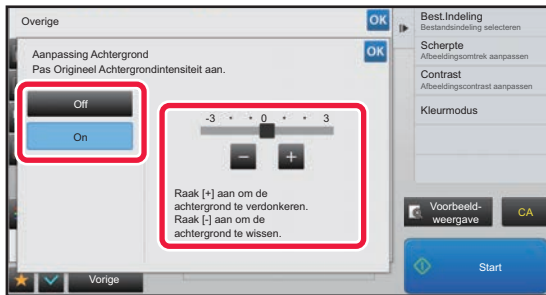 Overige
OK
Aanpassing Achtergrond
Pas Origineel Achtergrondintensiteit aan.
OK
Off
On
-3 0 3
- +
Raak [+] aan om de
achtergrond te verdonkeren.
Raak [-] aan om de
achtergrond te wissen.
Vorige
Best.Indeling
Bestandsindeling selecteren
Scherpte
Afbeeldingsomtrek aanpassen
Contrast
Afbeeldingscontrast aanpassen
Kleurmodus
Voorbeeld-
weergave
CA
Start